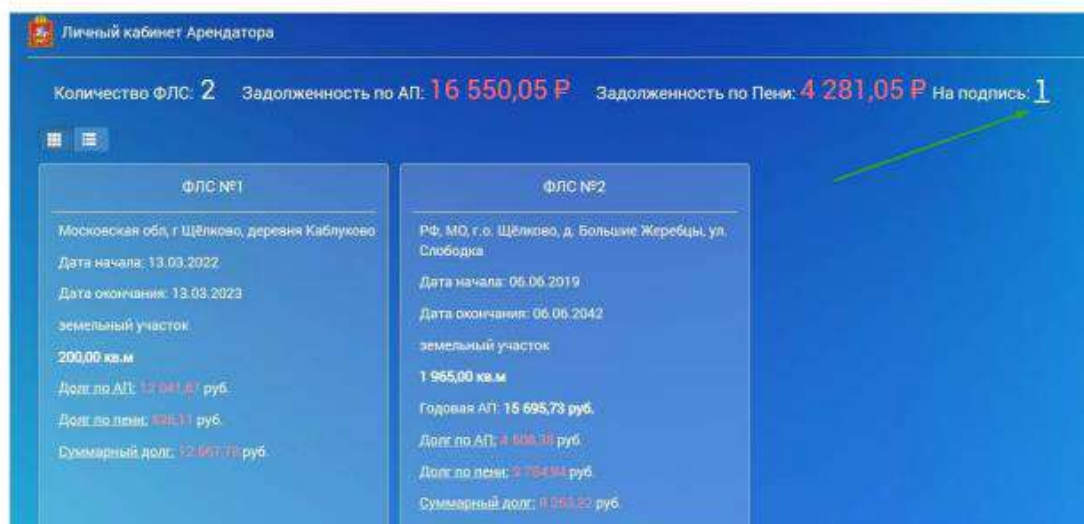 Личный кабинет Арендатора
Количество ФЛС: 2 Задолженность по АП: 16 550,05 ₽ Задолженность по Пени: 4 281,05 ₽ На подпись: 1
ФЛС №1
Московская обл, г Щёлково, деревня Каблуково
Дата начала: 13.03.2022
Дата окончания: 13.03.2023
земельный участок
200,00 кв.м
Долг по АП: руб.
Долг по пени: руб.
Суммарный долг: руб.
ФЛС №2
РФ, МО, г.о. Щёлково, д. Большие Жеребцы, ул.
Слободка
Дата начала: 06.06.2019
Дата окончания: 06.06.2042
земельный участок
1 965,00 кв.м
Годовая АП: 15 695,73 руб.
Долг по АП: руб.
Долг по пени: руб.
Суммарный долг: руб.